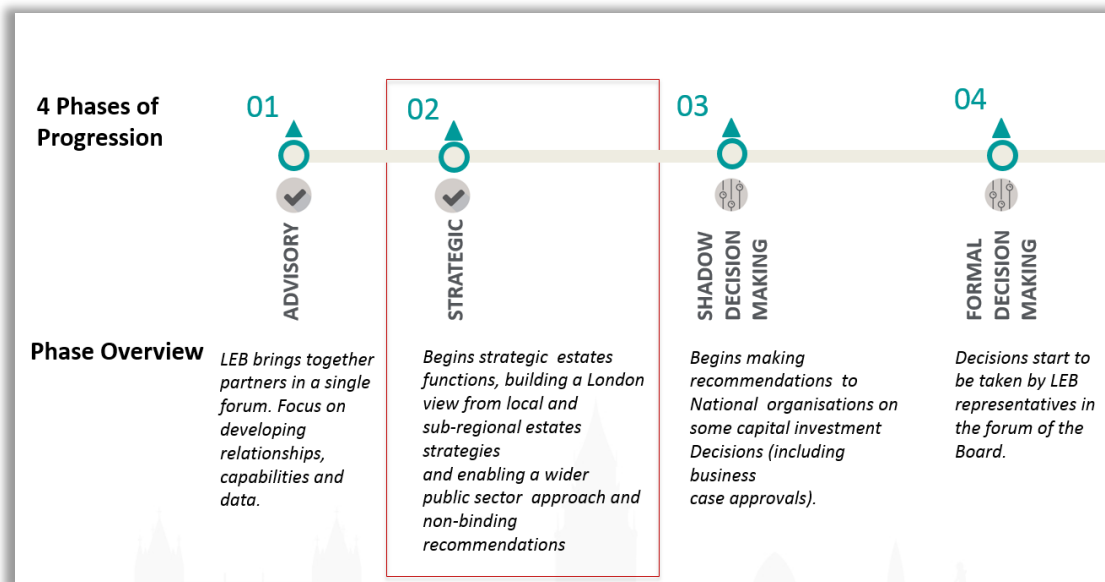 4 Phases of
Progression
01
02
03
04
ADVISORY
STRATEGIC
SHADOW
DECISION
MAKING
FORMAL
DECISION
MAKING
Phase Overview
LEB brings together
partners in a single
forum. Focus on
developing
relationships,
capabilities and
data.
Begins strategic estates
functions, building a London
view from local and
sub-regional estates
strategies
and enabling a wider
public sector approach and
non-binding
recommendations
Begins making
recommendations to
National organisations on
some capital investment
Decisions (including
business
case approvals).
Decisions start to
be taken by LEB
representatives in
the forum of the
Board.